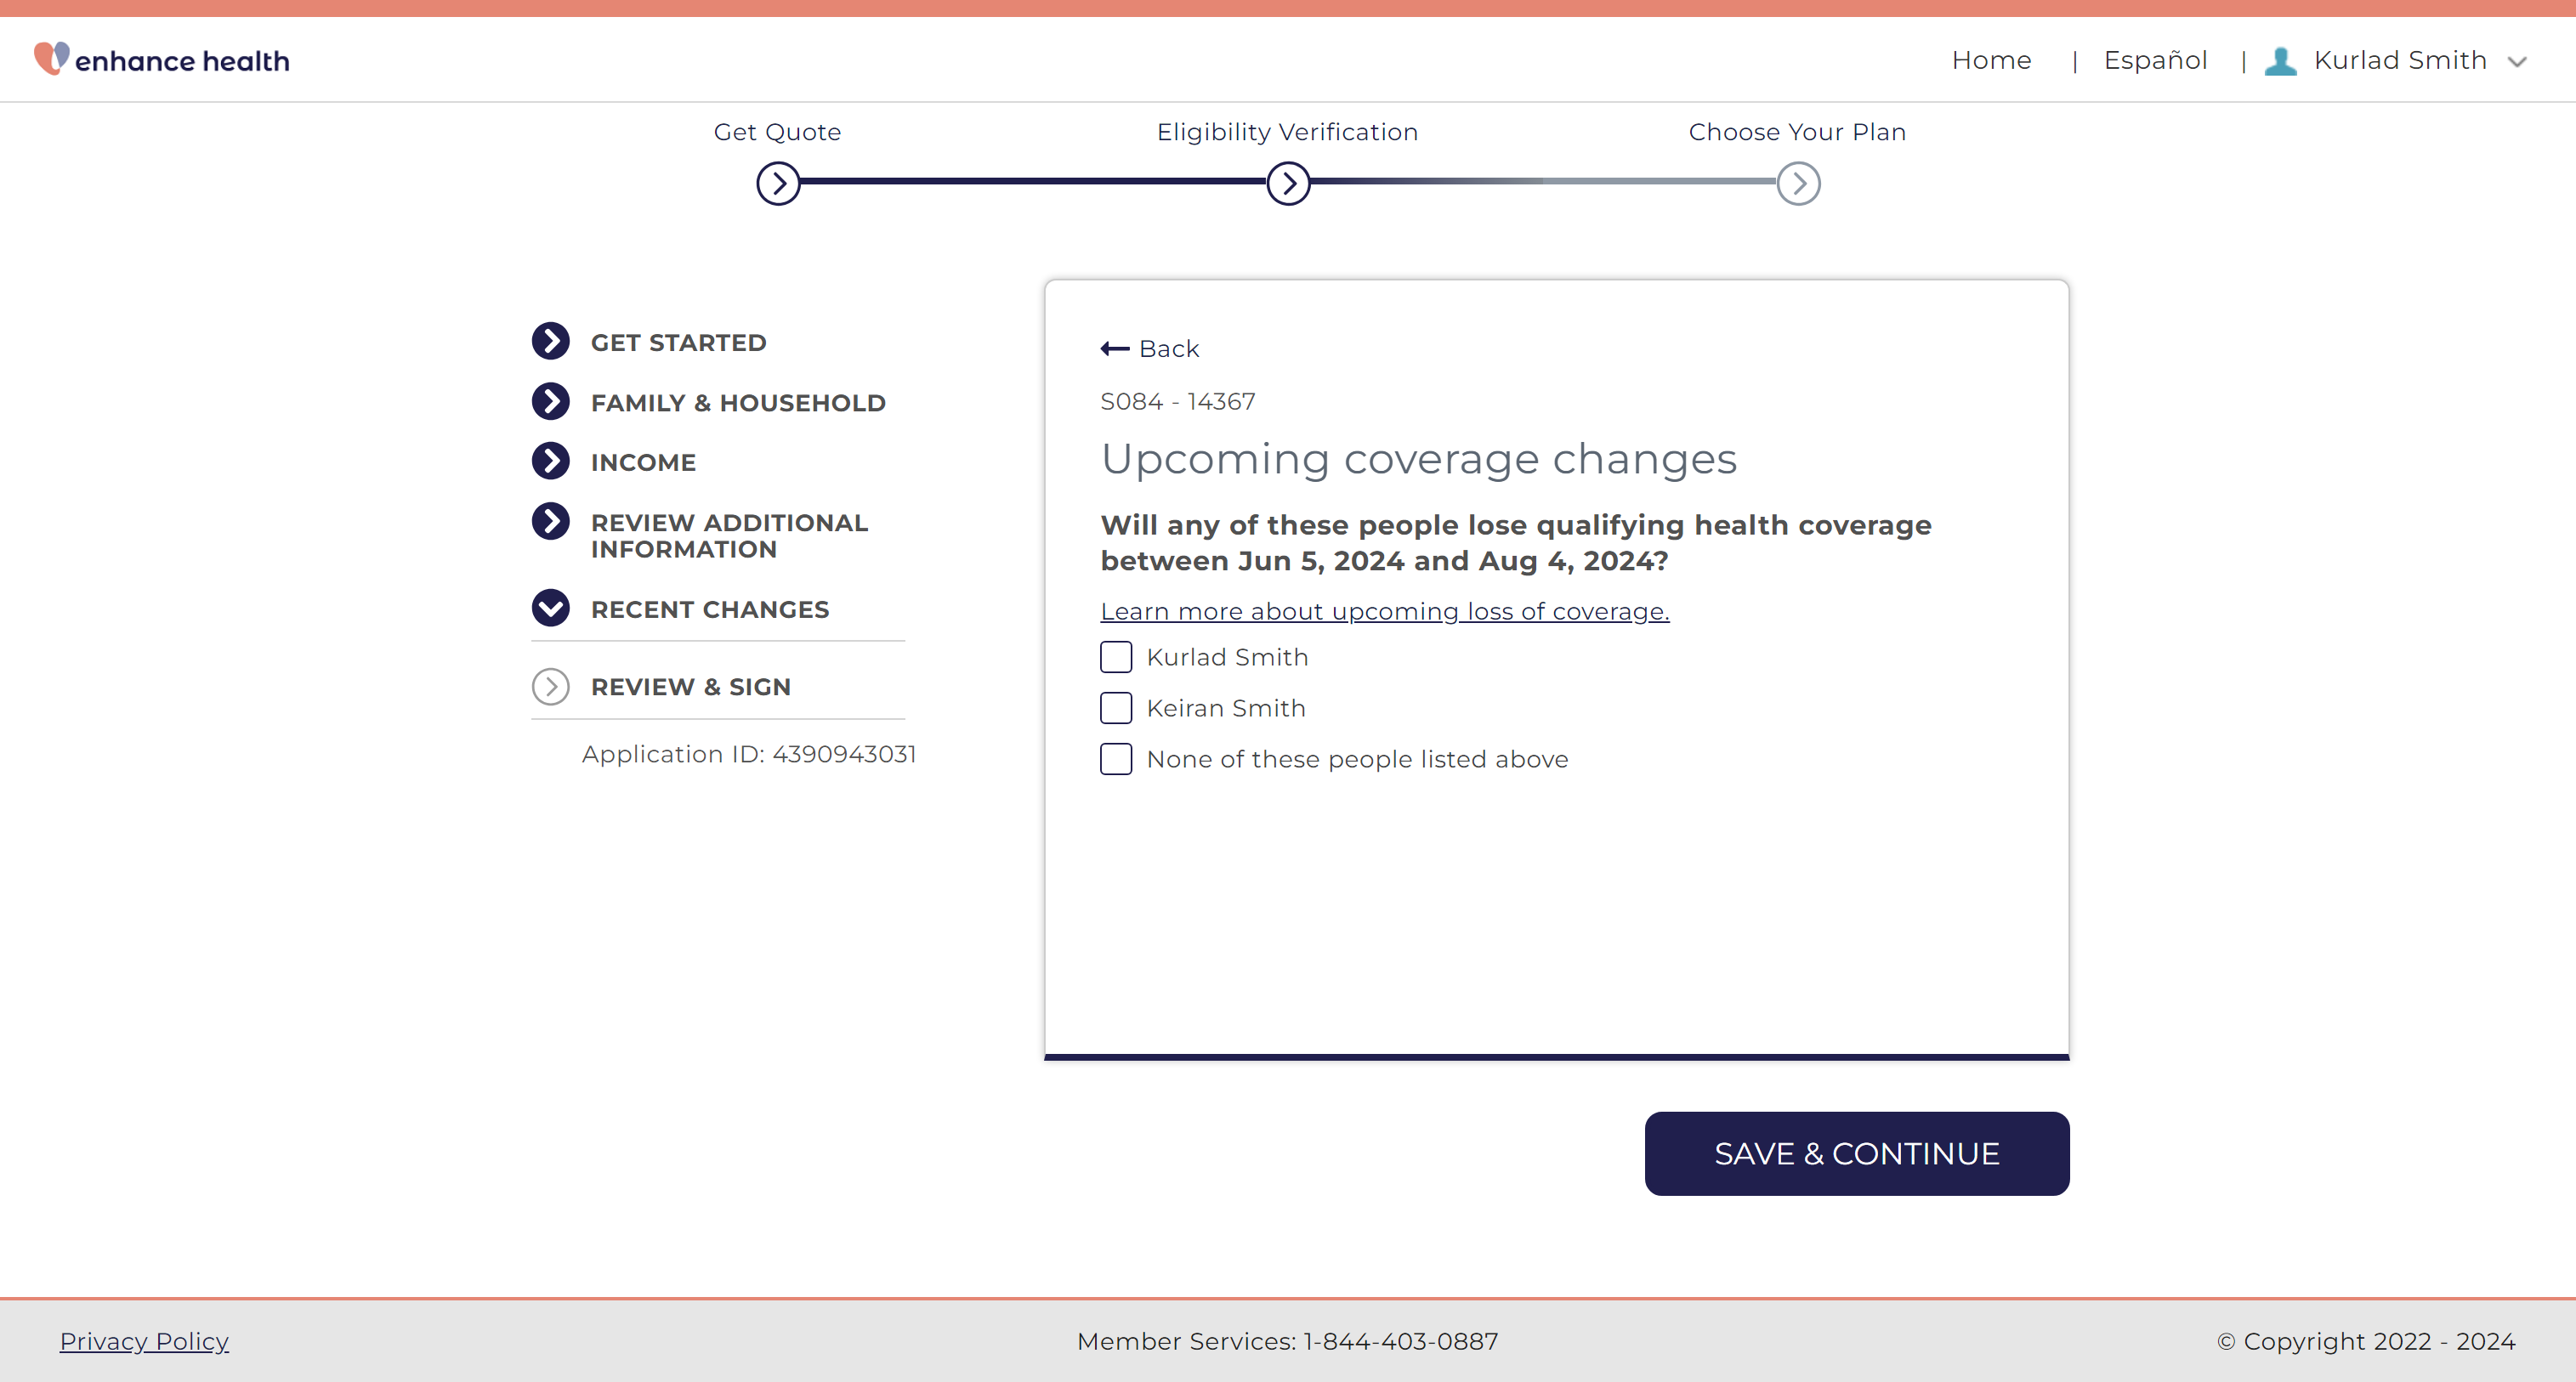 enhance health
Home | Español | Kurlad Smith
Get Quote
Eligibility Verification
Choose Your Plan
GET STARTED
FAMILY & HOUSEHOLD
INCOME
REVIEW ADDITIONAL
INFORMATION
RECENT CHANGES
REVIEW & SIGN
Application ID: 4390943031
Back
S084 - 14367
Upcoming coverage changes
Will any of these people lose qualifying health coverage
between Jun 5, 2024 and Aug 4, 2024?
Learn more about upcoming loss of coverage.
Kurlad Smith
Keiran Smith
None of these people listed above
SAVE & CONTINUE
Privacy Policy
Member Services: 1-844-403-0887
© Copyright 2022 - 2024